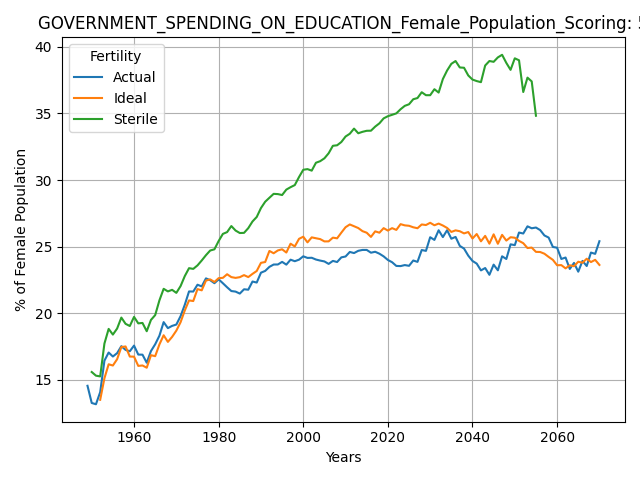 GOVERNMENT_SPENDING_ON_EDUCATION_Female_Population_Scoring:
Fertility
Actual
Ideal
Sterile
% of Female Population
40
35
30
25
20
15
1960 1980 2000 2020 2040 2060
Years